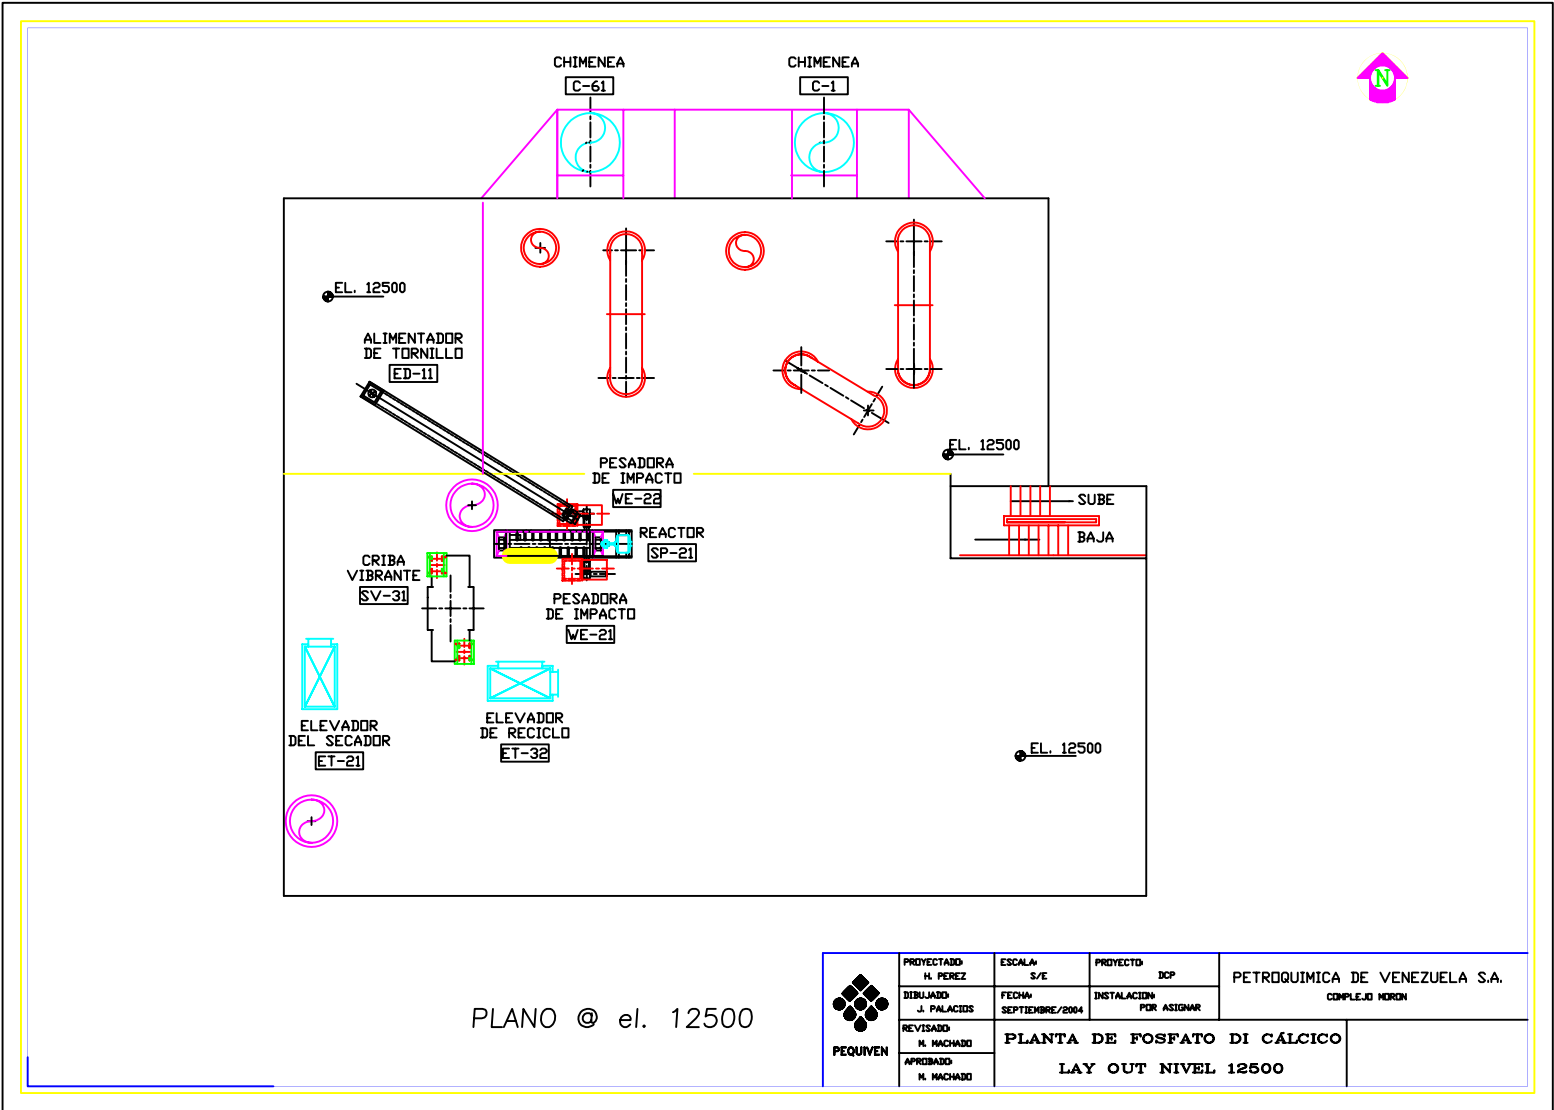 CHIMENEA
C-61
CHIMENEA
C-1
N
EL. 12500
ALIMENTADOR
DE TORNILLO
ED-11
EL. 12500
PESADORA
DE IMPACTO
WE-22
SUBE
BAJA
REACTOR
SP-21
CRIBA
VIBRANTE
SV-31
PESADORA
DE IMPACTO
WE-21
ELEVADOR
DEL SECADOR
ET-21
ELEVADOR
DE RECICLO
ET-32
EL. 12500
PLANO @ el. 12500
PEQUIVEN
PROYECTADO:
H. PEREZ
ESCALA:
S/E
PROYECTO:
DCP
PETROQUIMICA DE VENEZUELA S.A.
COMPLEJO MORON
DIBUJADO:
J. PALACIOS
FECHA:
SEPTIEMBRE/2004
INSTALACION:
POR ASIGNAR
REVISADO:
M. MACHADO
APROBADO:
M. MACHADO
PLANTA DE FOSFATO DI CÁLCICO
LAY OUT NIVEL 12500